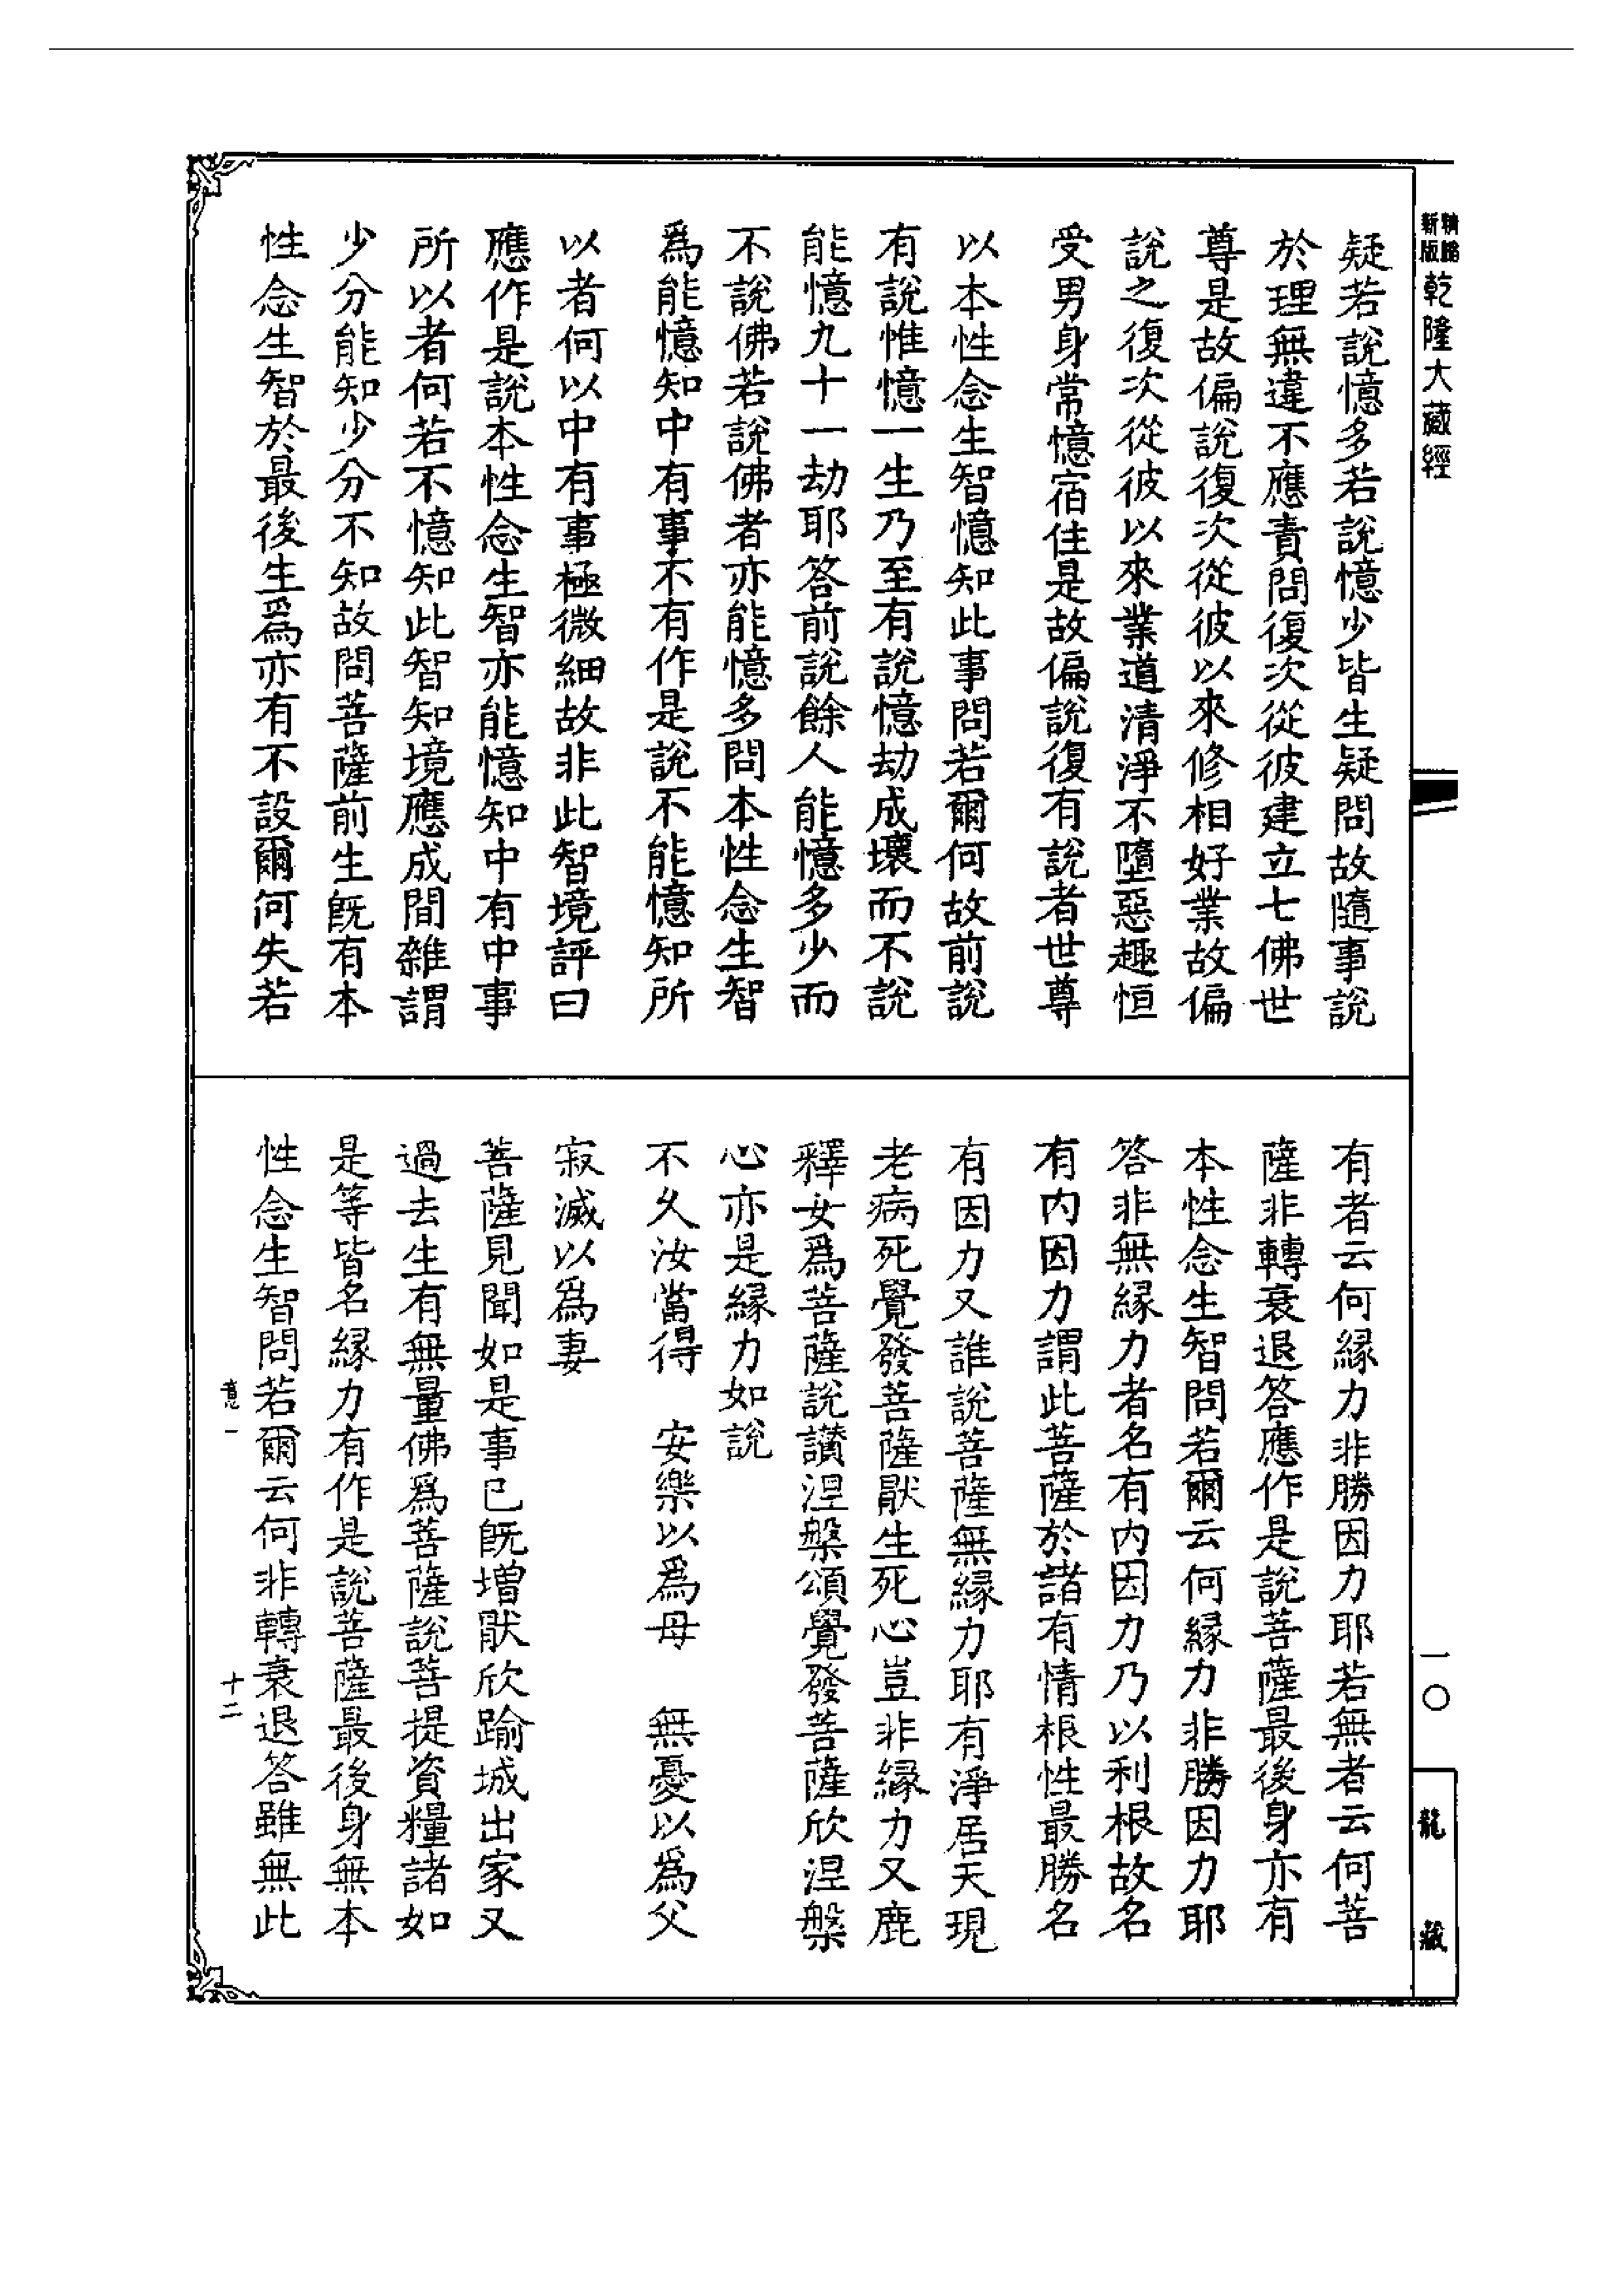 新版
乾隆大藏經
疑若說憶多若說憶少皆生疑問故隨事說
於理無違不應責問復次從彼建立七佛世
尊是故偏說復次從彼以來修相好業故偏
說之復次從彼以來業道清淨不墮惡趣恒
受男身常憶宿住是故偏說復有說者世尊
以本性念生智憶知此事問若爾何故前說
有說惟憶一生乃至有說憶劫成壞而不說
能憶九十一劫耶答前說餘人能憶多少而
不說佛若說佛者亦能憶多問本性念生智
爲能憶知中有事不有作是說不能憶知所
以者何以中有事極微細故非此智境評曰
應作是說本性念生智亦能憶知中有中事
所以者何若不憶知此智知境應成間雜謂
少分能知少分不知故問菩薩前生旣有本
性念生智於最後生爲亦有不設爾何失若
有者云何緣力非勝因力耶若無者云何菩
薩非轉衰退答應作是說菩薩最後身亦有
本性念生智問若爾云何緣力非勝因力耶
答非無緣力者名有内因力乃以利根故名
有内因力謂此菩薩於諸有情根性最勝名
有因力又誰說菩薩無緣力耶有淨居天現
老病死覺發菩薩猒生死心豈非緣力又鹿
釋女爲菩薩說讚涅槃頌覺發菩薩欣涅槃
心亦是緣力如說
不久汝當得　安樂以爲母　無憂以爲父
寂滅以爲妻
菩薩見聞如是事已旣增猒欣踰城出家又
過去生有無量佛爲菩薩說菩提資糧諸如
是等皆名緣力有作是說菩薩最後身無本
性念生智問若爾云何非轉衰退答雖無此
意一
十二
一〇
龍藏